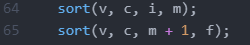 64 sort(v, c, i, m);
65 sort(v, c, m + 1, f);